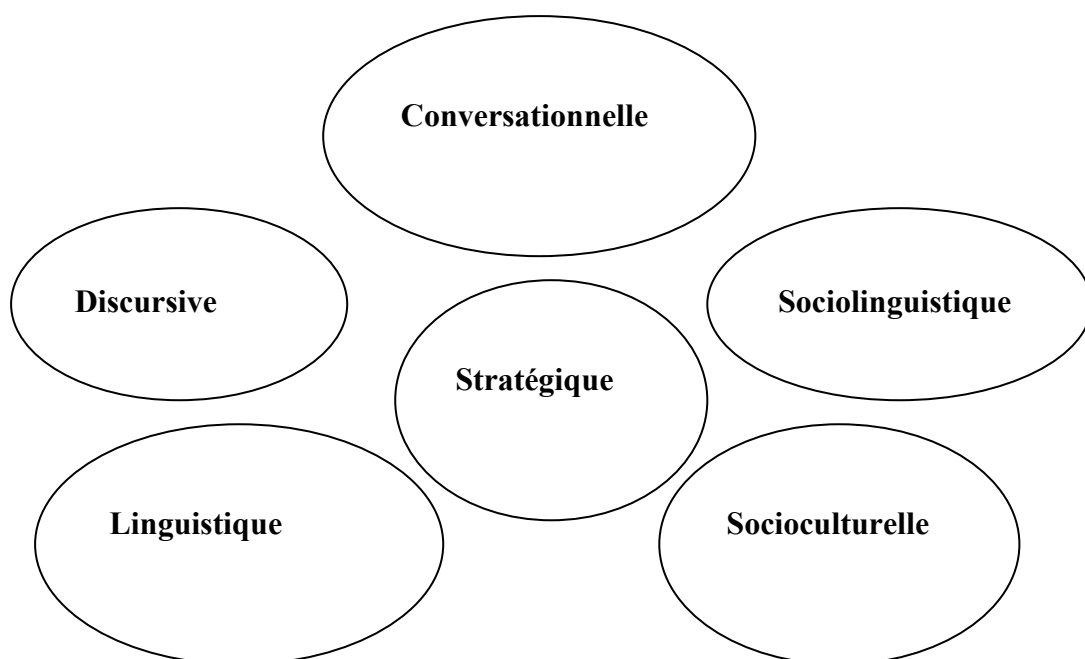 Conversationnelle
Discursive
Sociolinguistique
Stratégique
Linguistique
Socioculturelle